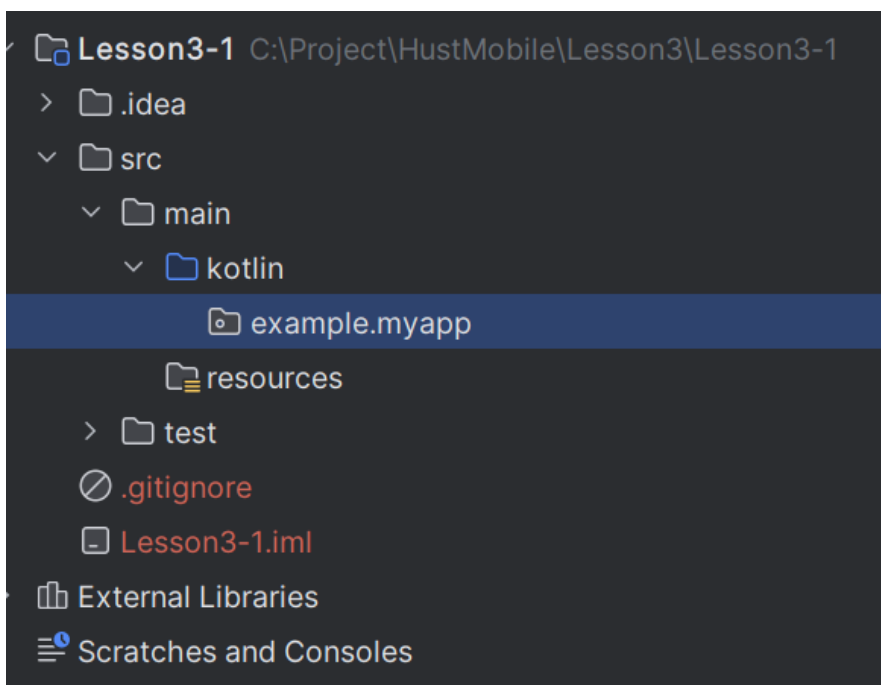 Lesson3-1 C:\Project\HustMobile\Lesson3\Lesson3-1
.idea
src
main
kotlin
example.myapp
resources
test
.gitignore
Lesson3-1.iml
External Libraries
Scratches and Consoles